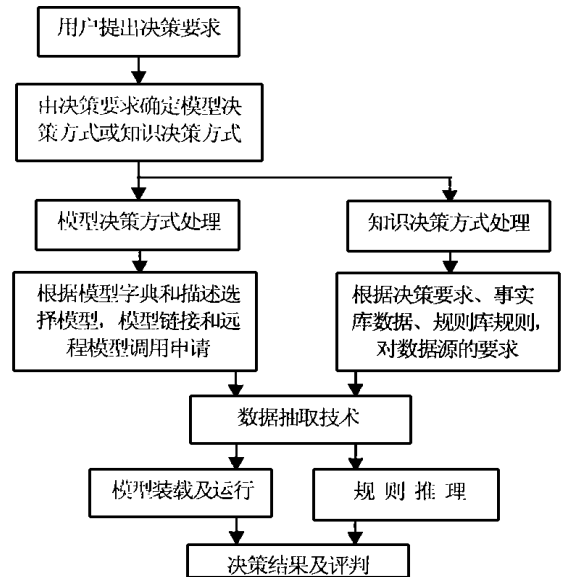 用户提出决策要求
由决策要求确定模型决
策方式或知识决策方式
模型决策方式处理
知识决策方式处理
根据模型字典和描述选
择模型，模型链接和远
程模型调用申请
根据决策要求、事实
库数据、规则库规则，
对数据源的要求
数据抽取技术
模型装载及运行
规 则 推 理
决策结果及评判